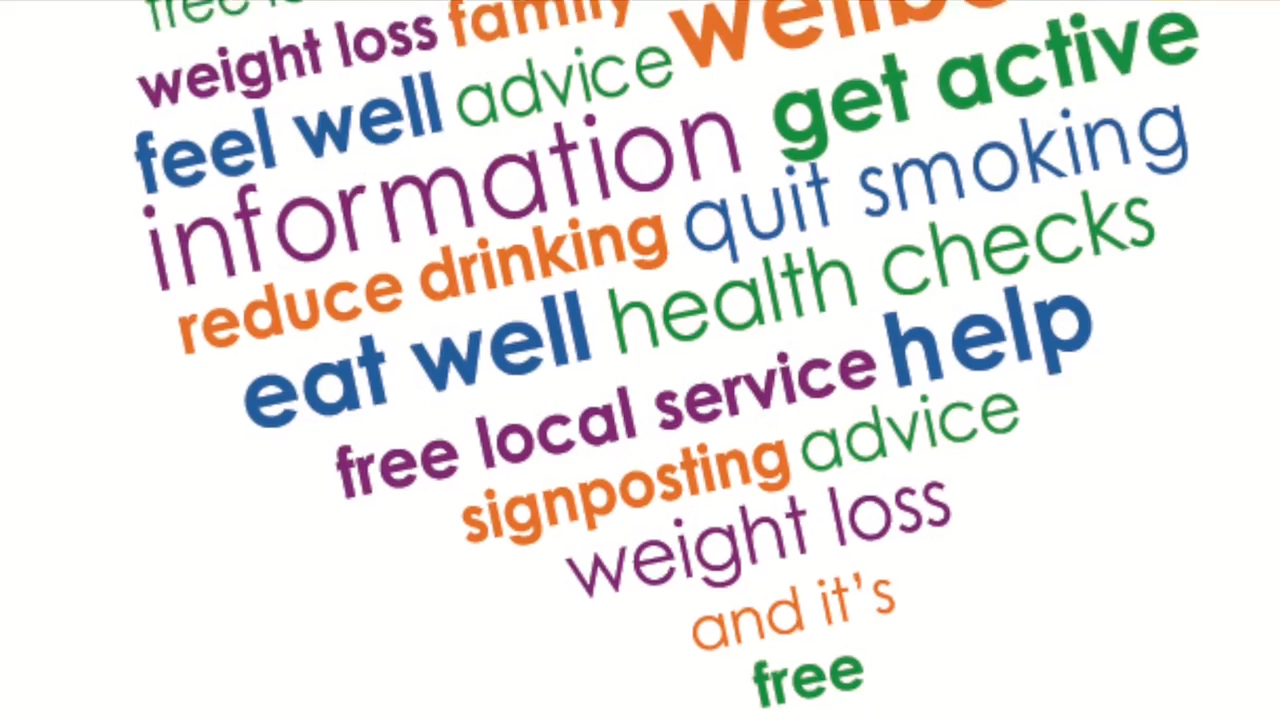 free
weight loss family
feel well advice
information get active
reduce drinking quit smoking
eat well health checks
free local service help
signposting advice
weight loss
and it's
free